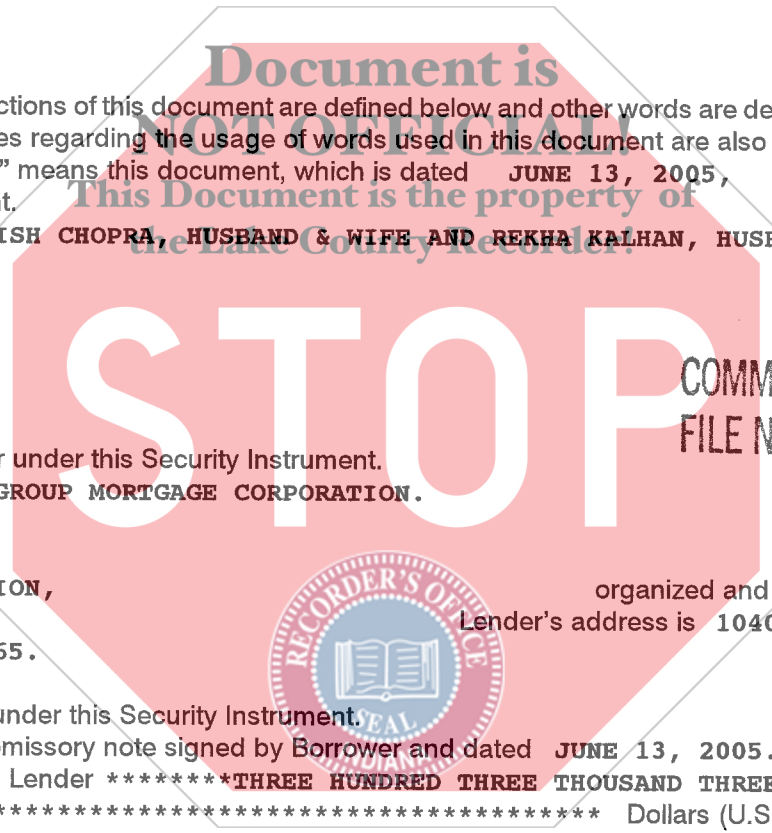 Document is
ctions of this document are defined below and other words are de
NOT OFFICIAL!
es regarding the usage of words used in this document are also
” means this document, which is dated JUNE 13, 2005,
This Document is the property of
t.
ISH CHOPRA, HUSBAND & WIFE AND REKHA KALHAN, HUSB
the Lake County Recorder!
STOP
COMM
FILE N
r under this Security Instrument.
GROUP MORTGAGE CORPORATION.
ION, organized and
RECORDER'S OFFICE
Lender's address is 1040
65.
under this Security Instrument.
SEAL
omissory note signed by Borrower and dated JUNE 13, 2005.
INDIANA
Lender ********THREE HUNDRED THREE THOUSAND THREE
****************************************** Dollars (U.S